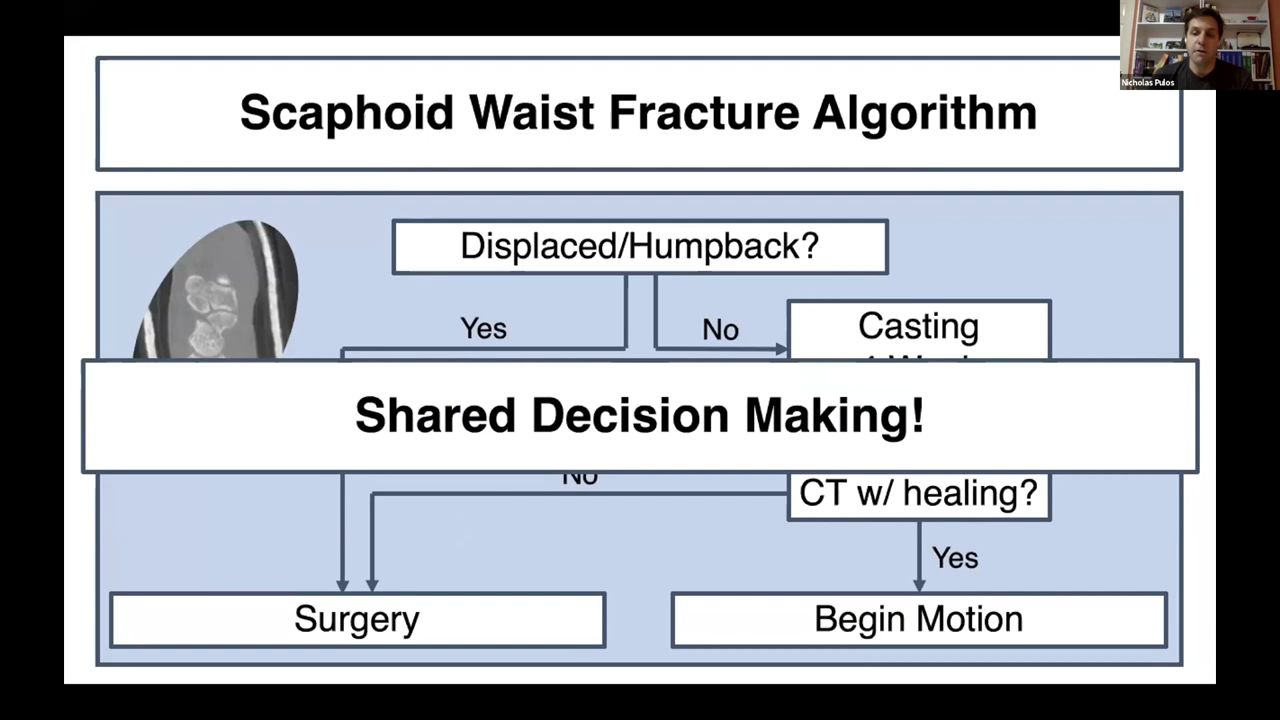 Nicholas Pulos
Scaphoid Waist Fracture Algorithm
Displaced/Humpback?
Yes
No
Casting
Shared Decision Making!
No
CT w/ healing?
Yes
Surgery
Begin Motion